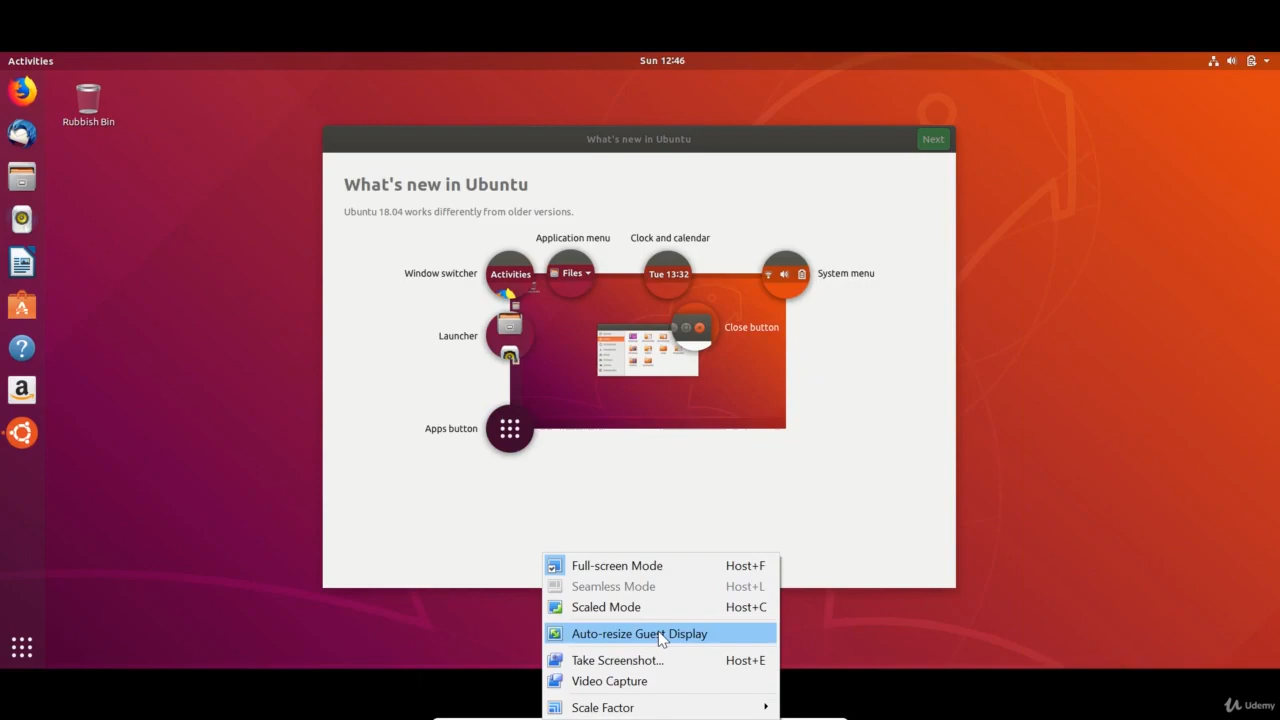 Activities
Sun 12:46
Rubbish Bin
What's new in Ubuntu
Next
What's new in Ubuntu
Ubuntu 18.04 works differently from older versions.
Application menu
Clock and calendar
Window switcher
Activities
Files
Tue 13:32
System menu
Launcher
Close button
Apps button
Full-screen Mode Host+F
Seamless Mode Host+L
Scaled Mode Host+C
Auto-resize Guest Display
Take Screenshot... Host+E
Video Capture
Scale Factor
Udemy